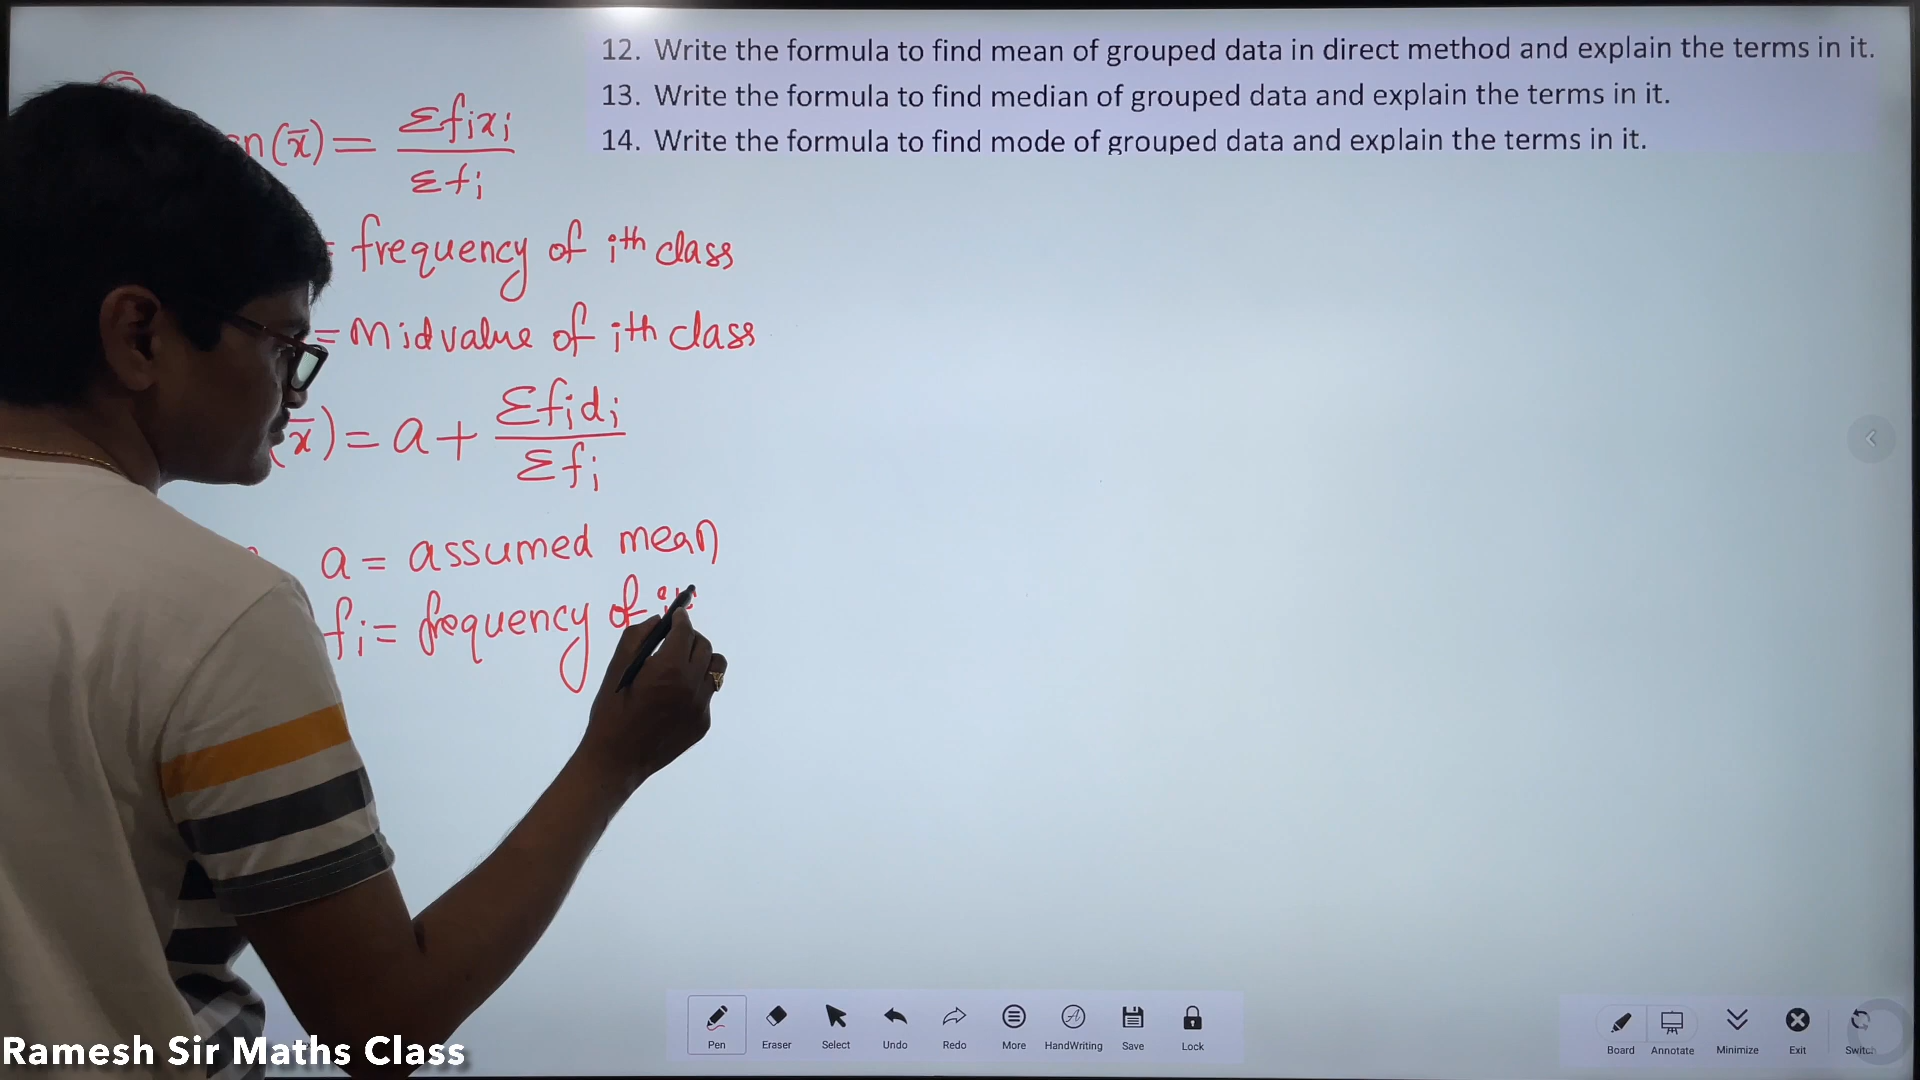 12. Write the formula to find mean of grouped data in direct method and explain the terms in it.
13. Write the formula to find median of grouped data and explain the terms in it.
14. Write the formula to find mode of grouped data and explain the terms in it.
(x̄) = Σfᵢxᵢ / Σfᵢ
= frequency of ith class
= Midvalue of ith class
(x̄) = a + Σfᵢdᵢ / Σfᵢ
a = assumed mean
fᵢ = frequency of
Pen Eraser Select Undo Redo More HandWriting Save Lock
Board Annotate Minimize Exit Switch
Ramesh Sir Maths Class